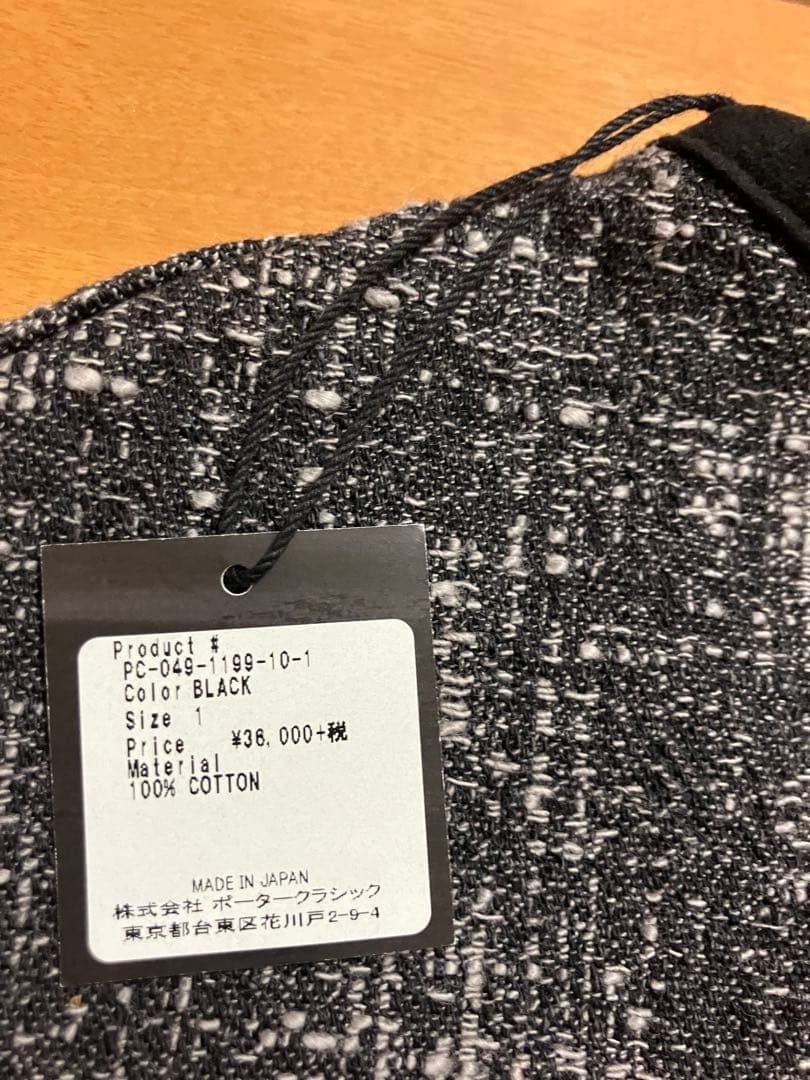 Product #
PC-049-1199-10-1
Color BLACK
Size 1
Price ¥36,000+税
Material
100% COTTON
MADE IN JAPAN
株式会社 ポータークラシック
東京都台東区花川戸2-9-4